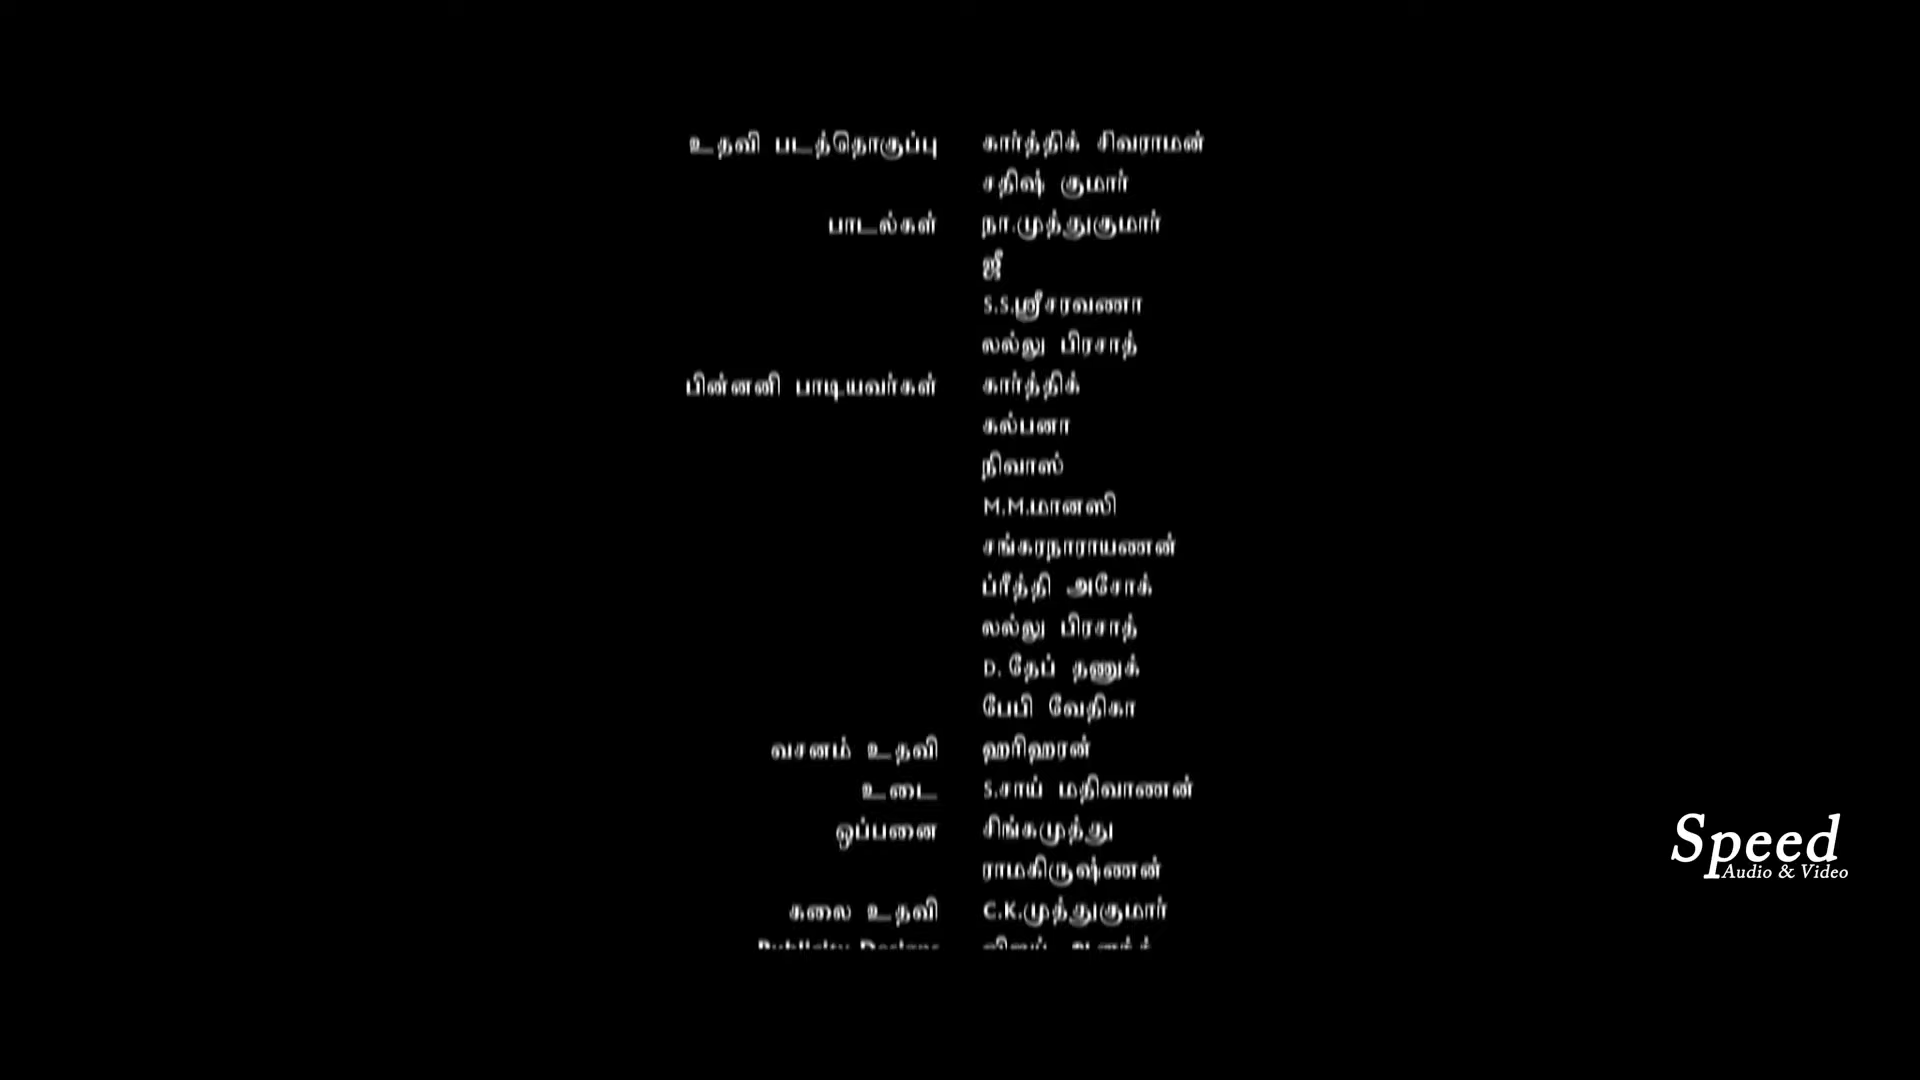 உதவி படத்தொகுப்பு கார்த்திக் சிவராமன்
சதிஷ் குமார்
பாடல்கள் நா.முத்துகுமார்
ஜீ
S.S.ஸ்ரீசரவணா
லல்லு பிரசாத்
பின்னனி பாடியவர்கள் கார்த்திக்
கல்பனா
நிவாஸ்
M.M.மானஸி
சங்கரநாராயணன்
ப்ரீத்தி அசோக்
லல்லு பிரசாத்
D. தேப் தணுக்
பேபி வேதிகா
வசனம் உதவி ஹரிஹரன்
உடை S.சாய் மதிவாணன்
ஒப்பனை சிங்கமுத்து
ராமகிருஷ்ணன்
கலை உதவி C.K.முத்துகுமார்
Speed
Audio & Video